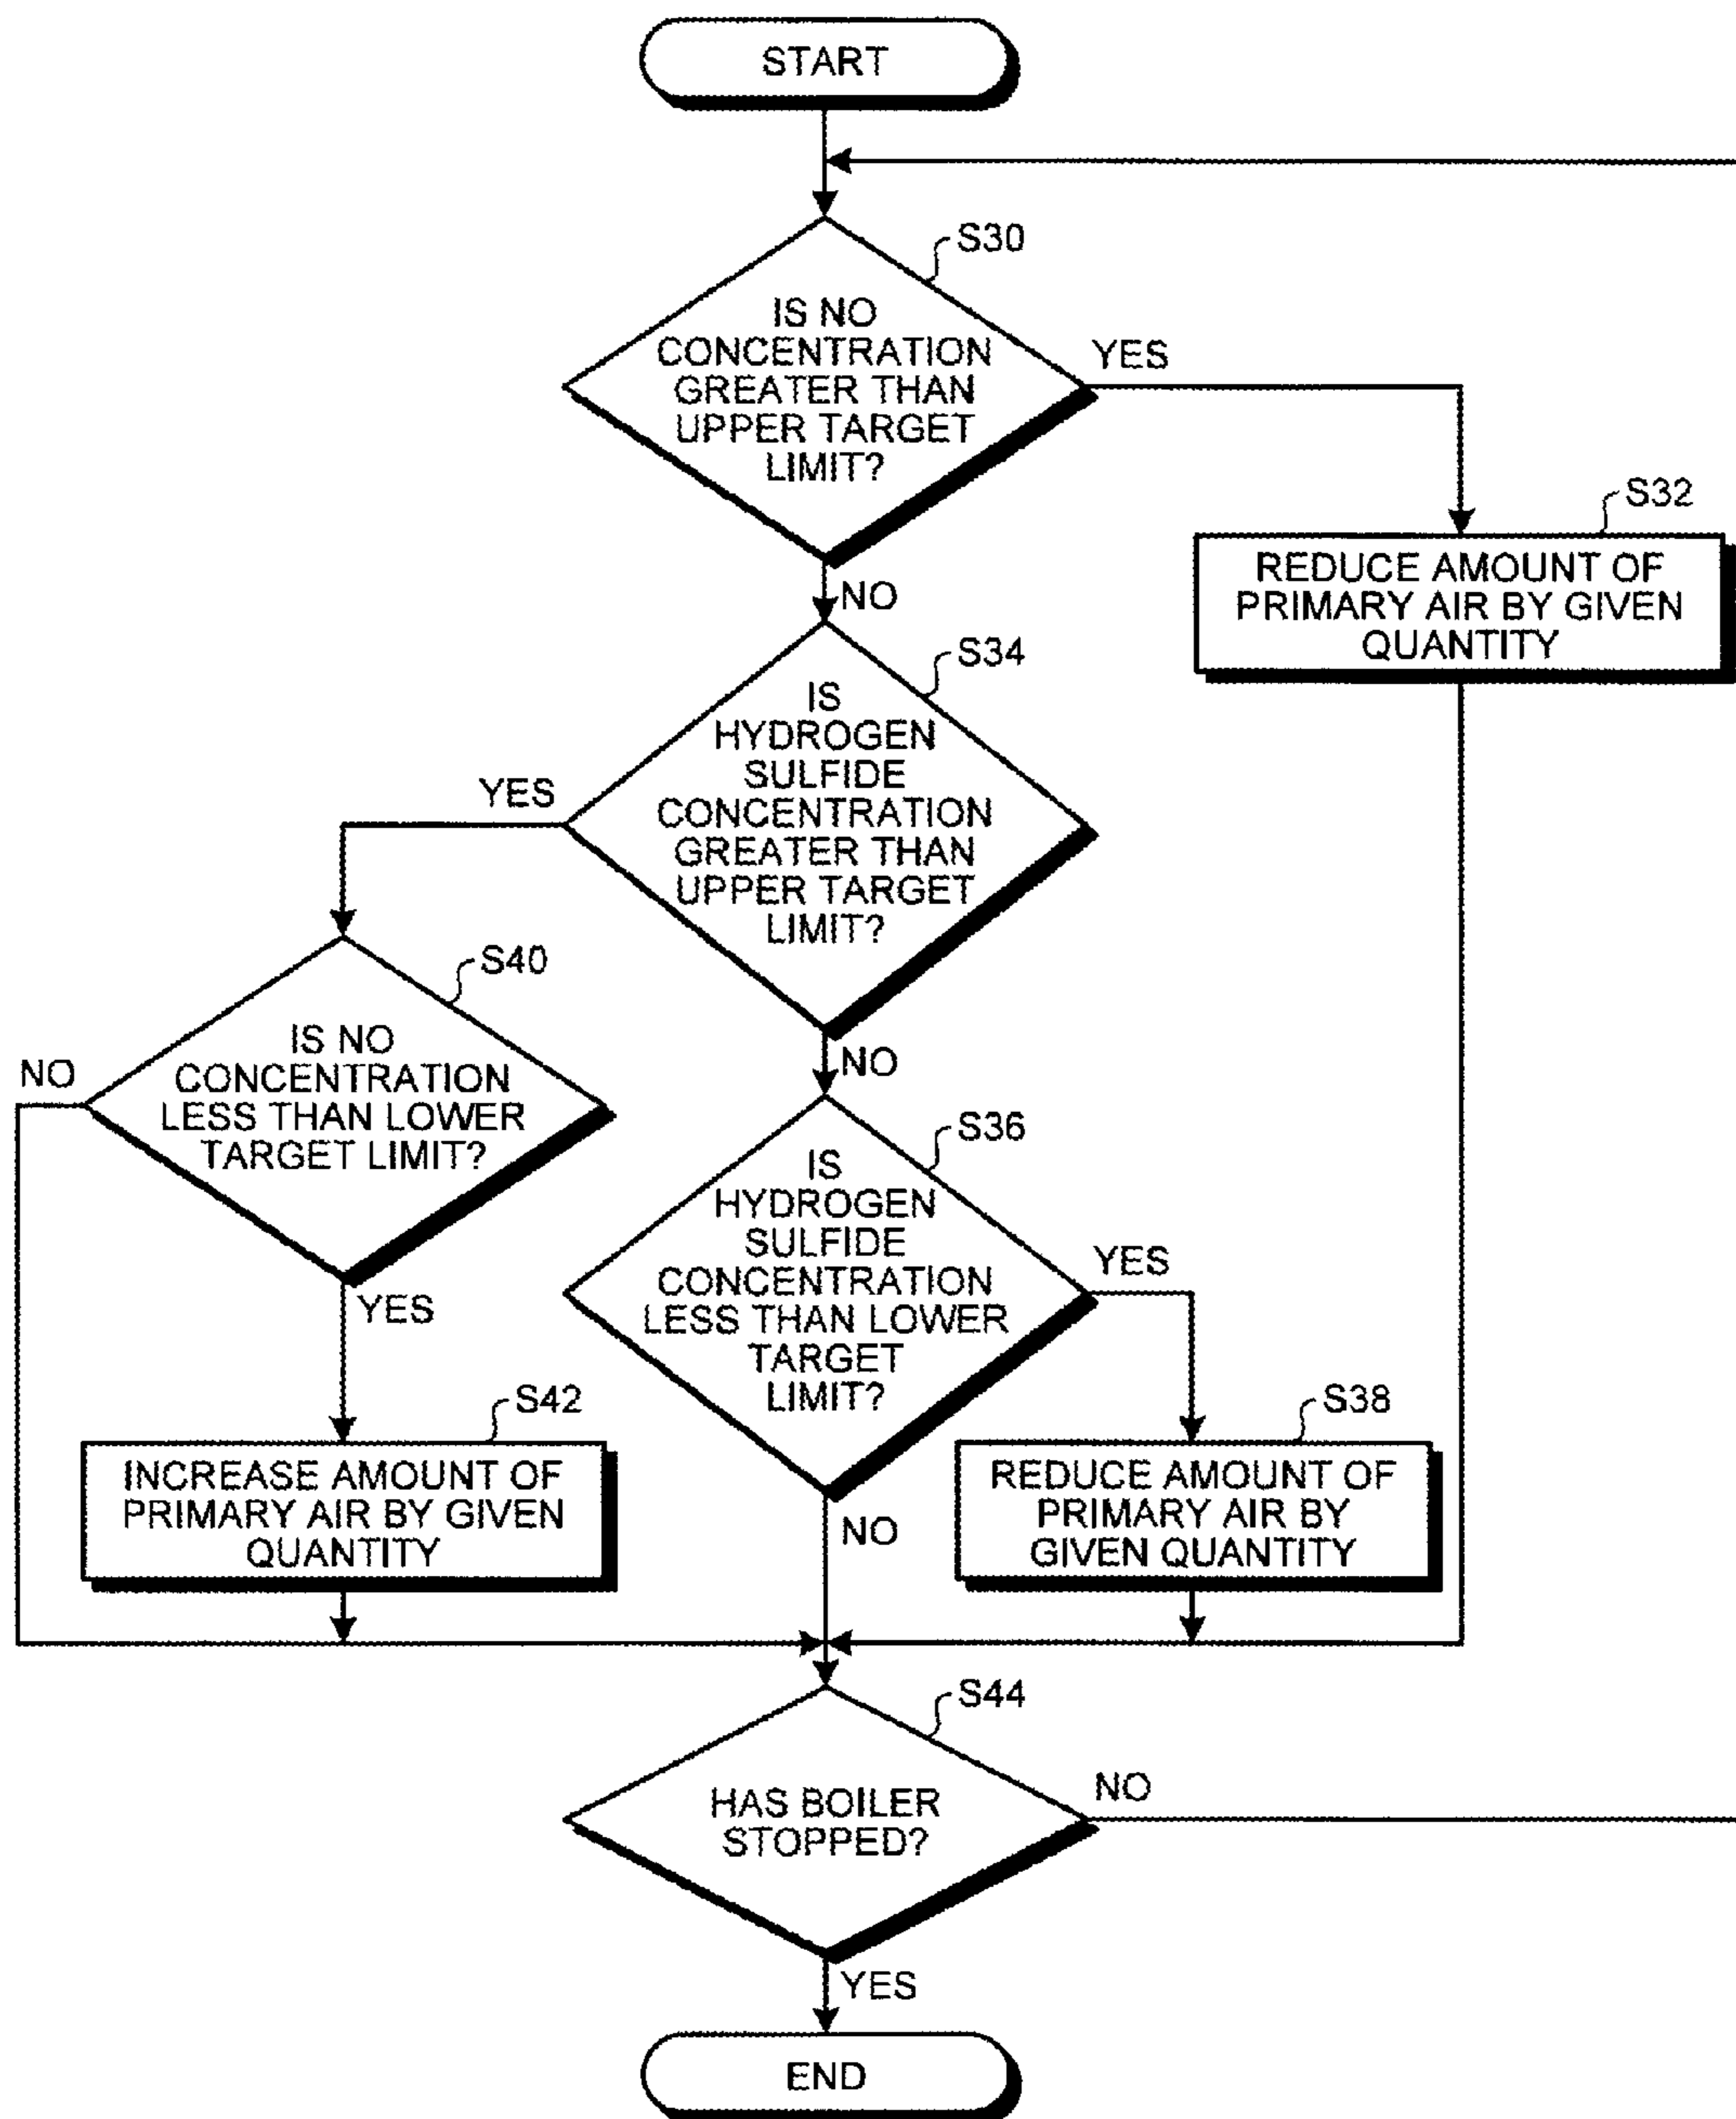 START
S30
IS NO
CONCENTRATION
GREATER THAN
UPPER TARGET
LIMIT?
YES
S32
REDUCE AMOUNT OF
PRIMARY AIR BY GIVEN
QUANTITY
NO
S34
IS
HYDROGEN
SULFIDE
CONCENTRATION
GREATER THAN
UPPER TARGET
LIMIT?
YES
S40
IS NO
CONCENTRATION
LESS THAN LOWER
TARGET LIMIT?
NO
YES
NO
S36
IS
HYDROGEN
SULFIDE
CONCENTRATION
LESS THAN LOWER
TARGET
LIMIT?
YES
S42
INCREASE AMOUNT OF
PRIMARY AIR BY GIVEN
QUANTITY
NO
S38
REDUCE AMOUNT OF
PRIMARY AIR BY
GIVEN QUANTITY
S44
HAS BOILER
STOPPED?
NO
YES
END